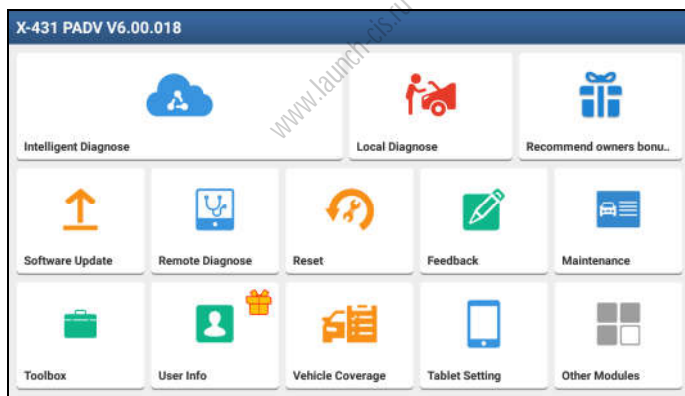 X-431 PADV V6.00.018
www.launch-cis.ru
Intelligent Diagnose
Local Diagnose
Recommend owners bonu..
Software Update
Remote Diagnose
Reset
Feedback
Maintenance
Toolbox
User Info
Vehicle Coverage
Tablet Setting
Other Modules